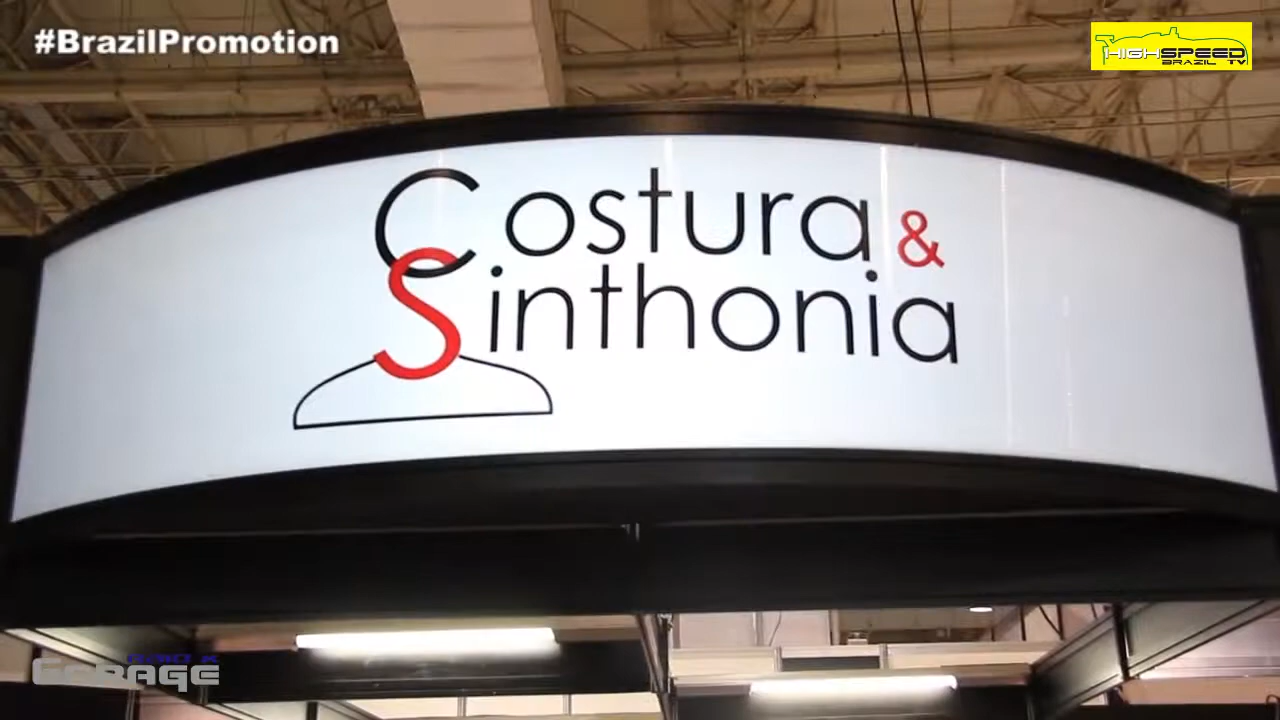 #BrazilPromotion
HIGHSPEED
BRAZIL TV
Costura &
Sinthonia
GARAGE